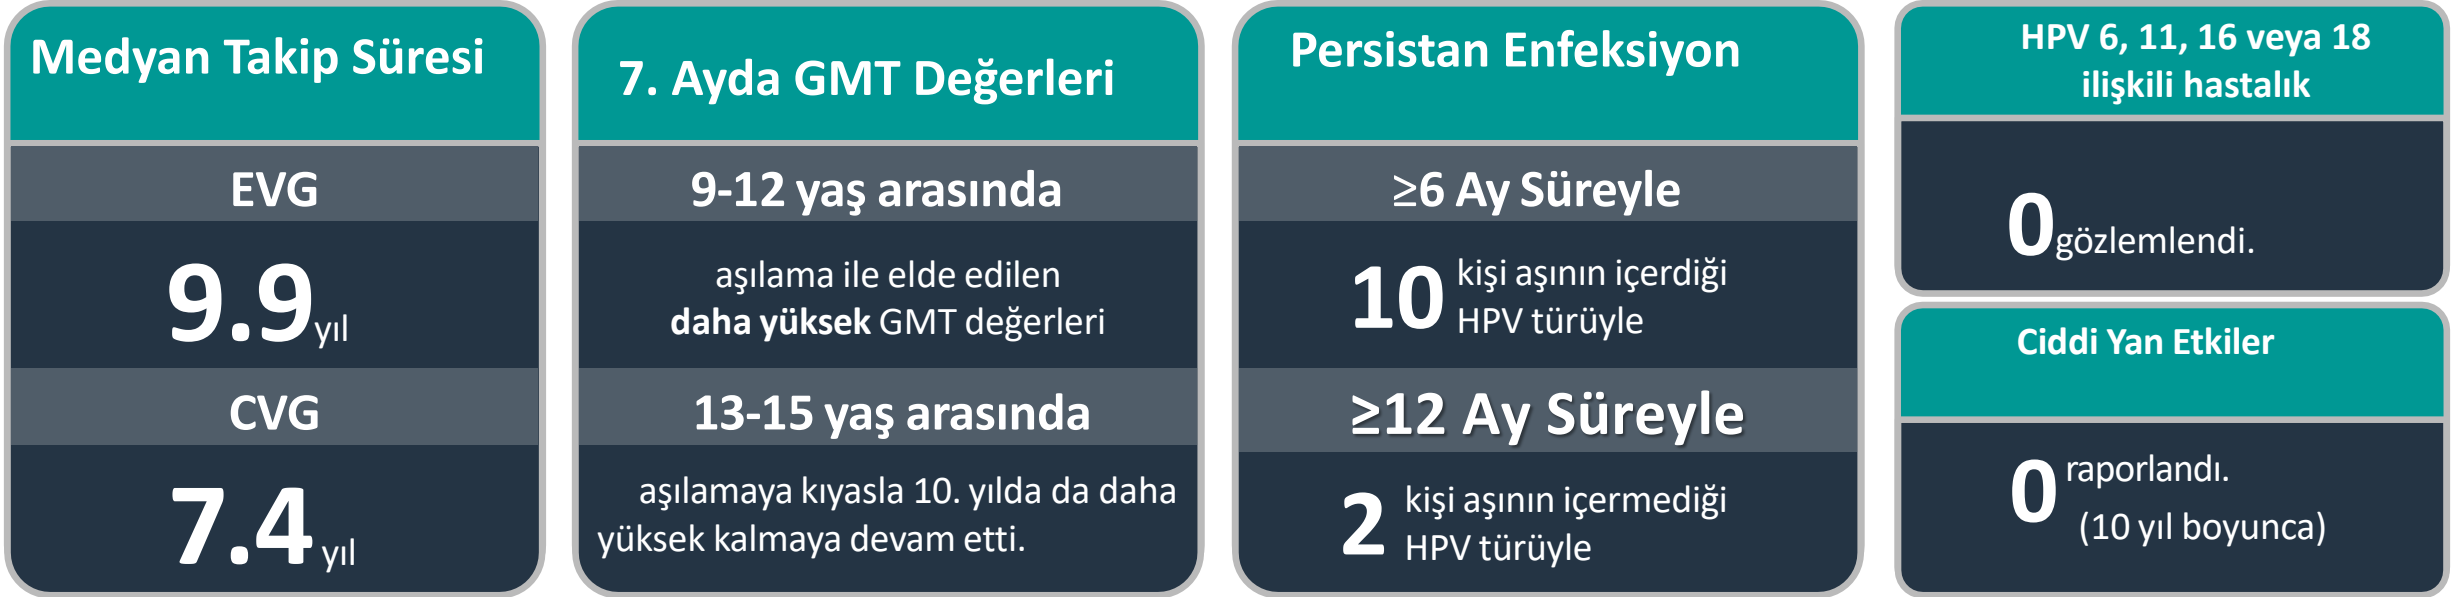 Medyan Takip Süresi
EVG
9.9 yıl
CVG
7.4 yıl
7. Ayda GMT Değerleri
9-12 yaş arasında
aşılama ile elde edilen
daha yüksek GMT değerleri
13-15 yaş arasında
aşılamaya kıyasla 10. yılda da daha
yüksek kalmaya devam etti.
Persistan Enfeksiyon
≥6 Ay Süreyle
10 kişi aşının içerdiği
HPV türüyle
≥12 Ay Süreyle
2 kişi aşının içermediği
HPV türüyle
HPV 6, 11, 16 veya 18
ilişkili hastalık
0 gözlemlendi.
Ciddi Yan Etkiler
0 raporlandı.
(10 yıl boyunca)